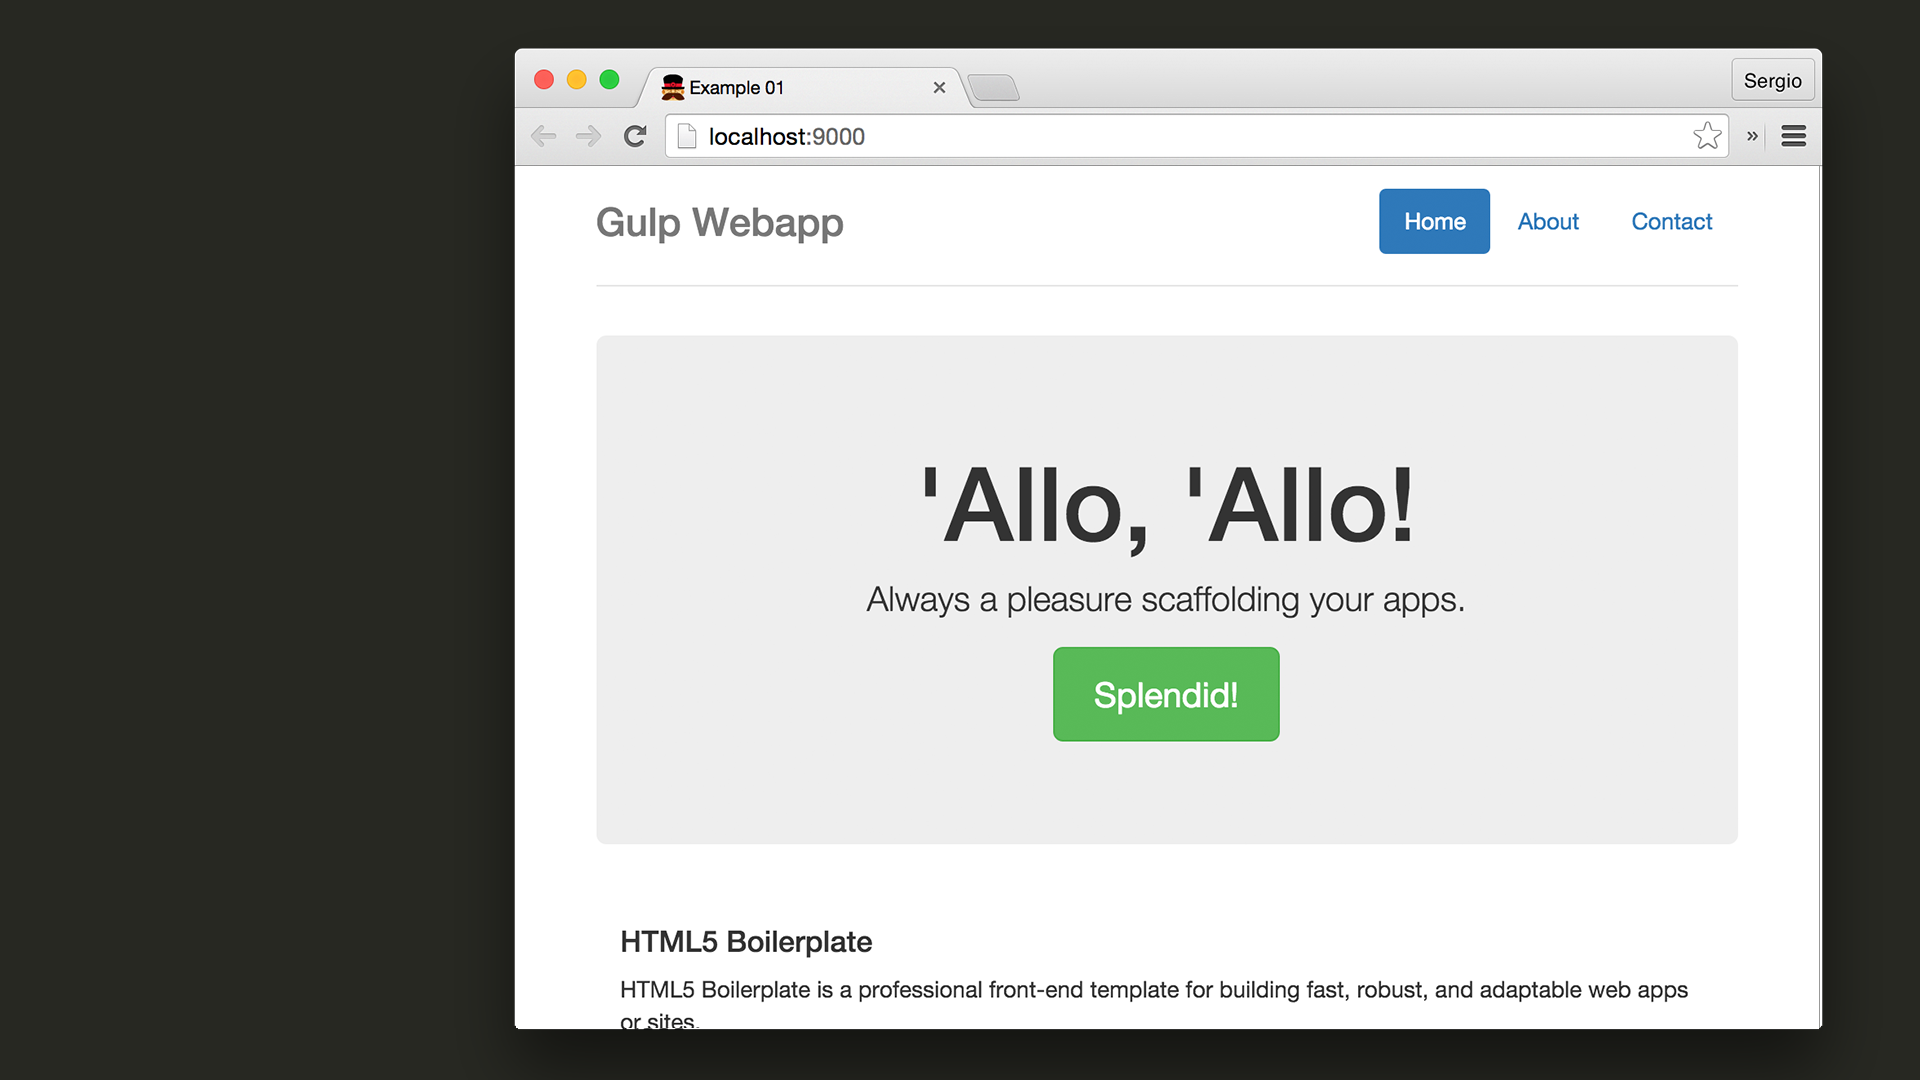 Example 01
Sergio
localhost:9000
Gulp Webapp
Home About Contact
'Allo, 'Allo!
Always a pleasure scaffolding your apps.
Splendid!
HTML5 Boilerplate
HTML5 Boilerplate is a professional front-end template for building fast, robust, and adaptable web apps
or sites.